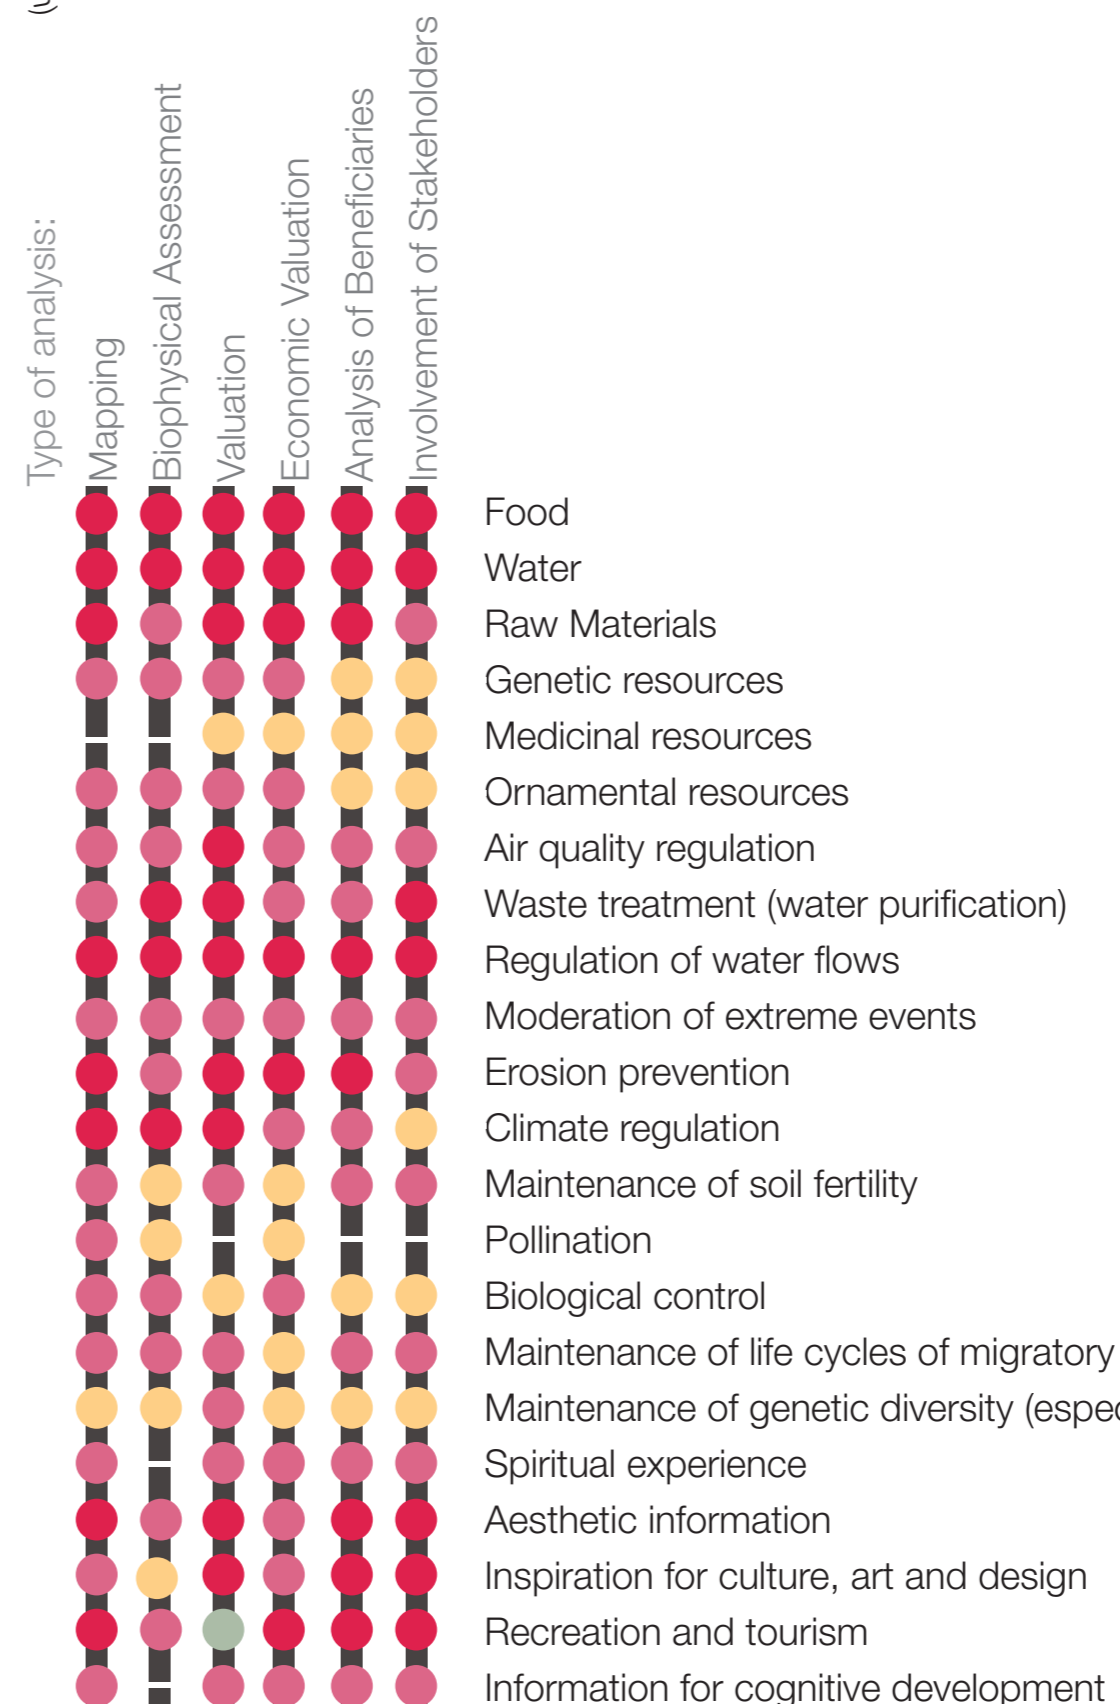 Type of analysis:
Mapping
Biophysical Assessment
Valuation
Economic Valuation
Analysis of Beneficiaries
Involvement of Stakeholders
Food
Water
Raw Materials
Genetic resources
Medicinal resources
Ornamental resources
Air quality regulation
Waste treatment (water purification)
Regulation of water flows
Moderation of extreme events
Erosion prevention
Climate regulation
Maintenance of soil fertility
Pollination
Biological control
Maintenance of life cycles of migratory
Maintenance of genetic diversity (espec
Spiritual experience
Aesthetic information
Inspiration for culture, art and design
Recreation and tourism
Information for cognitive development